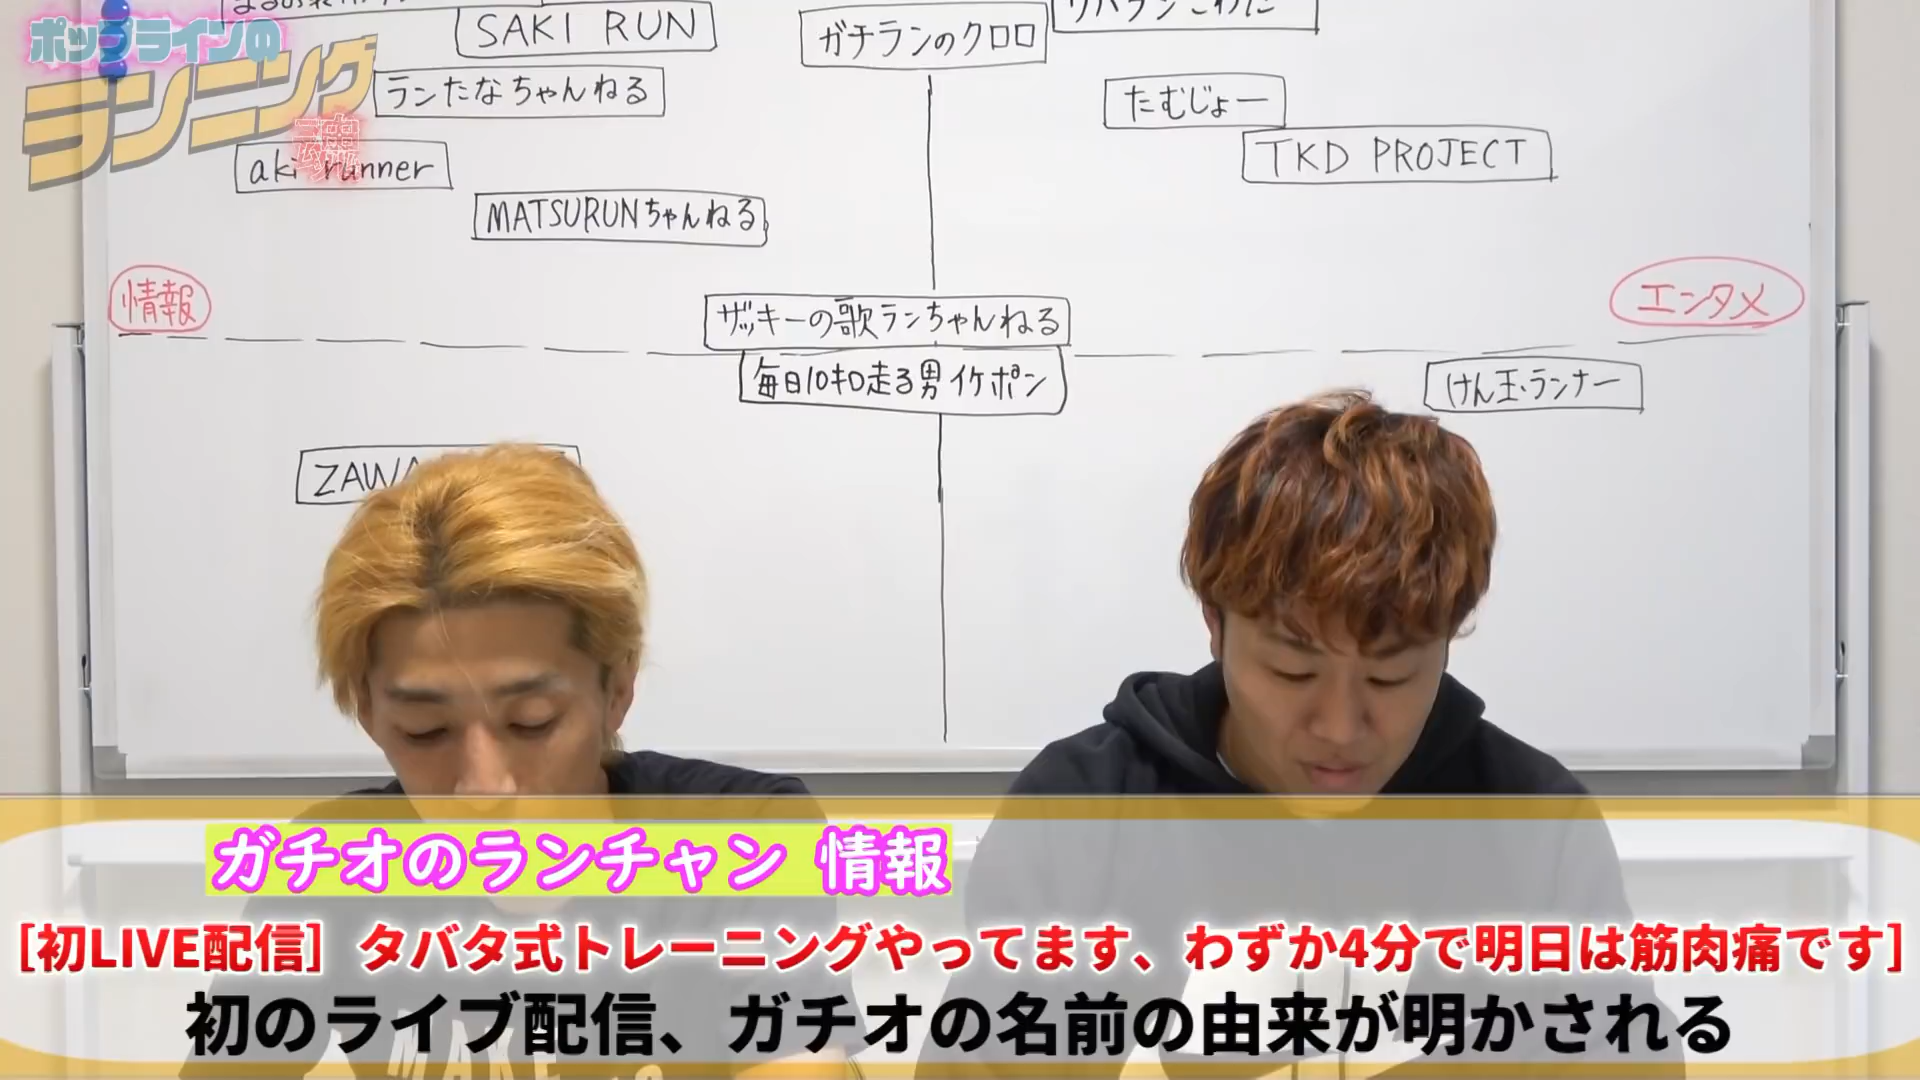 ポップラインの
ランニング魂
SAKI RUN
ガチランのクロロ
ランたなちゃんねる
たむじょー
TKD PROJECT
aki runner
MATSURUNちゃんねる
情報
エンタメ
ザッキーの歌ランちゃんねる
毎日10キロ走る男イケポン
けん玉・ランナー
ガチオのランチャン 情報
[初LIVE配信] タバタ式トレーニングやってます、わずか4分で明日は筋肉痛です]
初のライブ配信、ガチオの名前の由来が明かされる